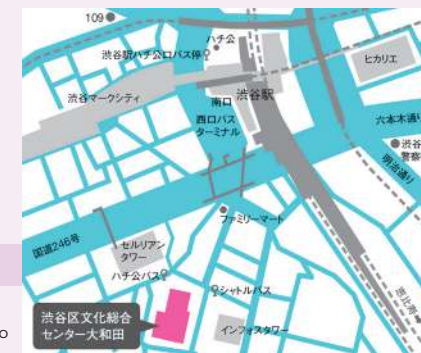 109
ハチ公
渋谷駅ハチ公口バス停
ヒカリエ
渋谷マークシティ
南口
渋谷駅
西口バス
ターミナル
六本木通り
渋谷
警察
明治通り
ファミリーマート
国道246号
セルリアン
タワー
ハチ公バス
シャトルバス
恵比寿
渋谷区文化総合
センター大和田
インフォスタワー